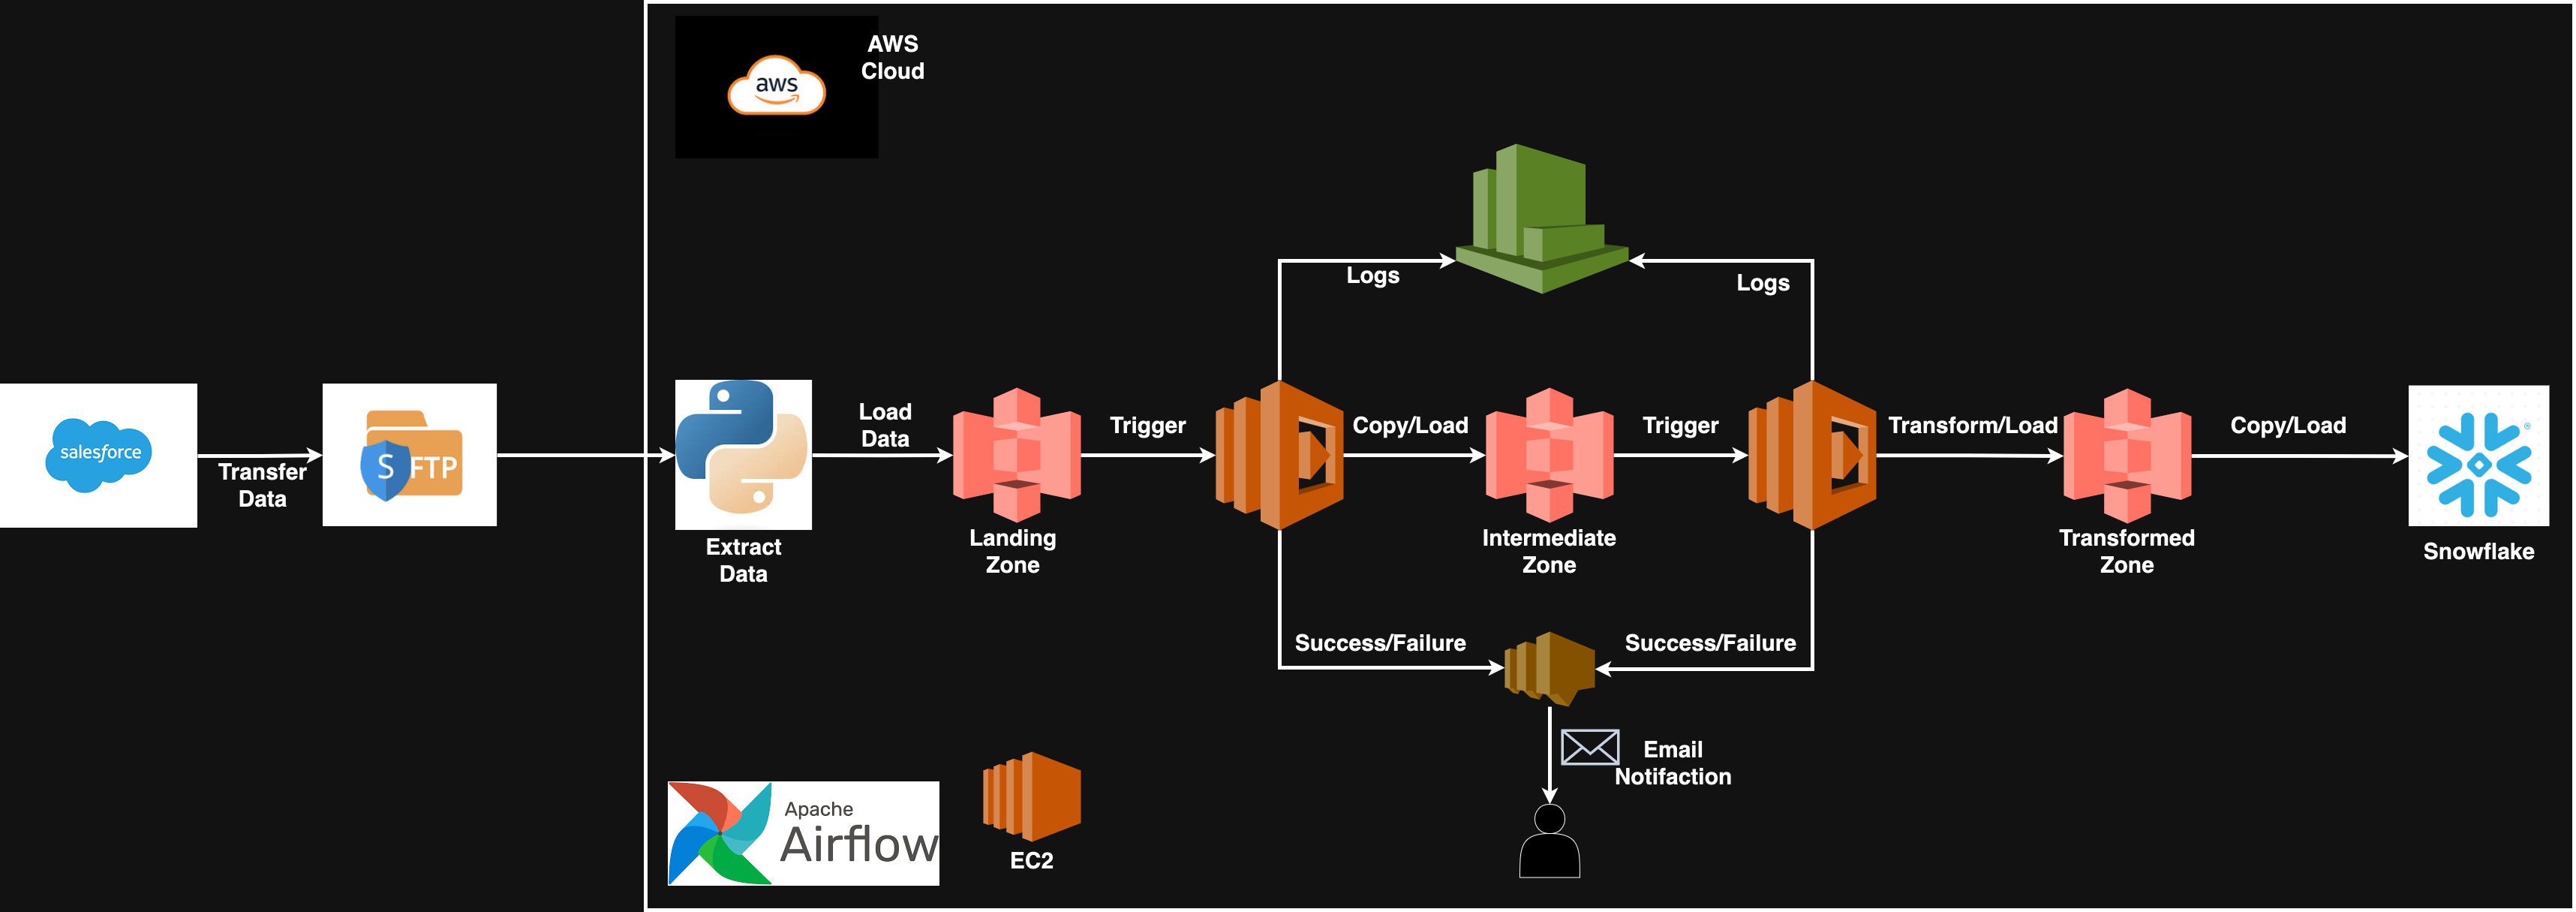 AWS
Cloud
aws
Logs
Logs
salesforce
Transfer
Data
SFTP
Extract
Data
Load
Data
Landing
Zone
Trigger
Copy/Load
Intermediate
Zone
Trigger
Transform/Load
Transformed
Zone
Copy/Load
®
Snowflake
Success/Failure
Success/Failure
Email
Notifaction
Apache
Airflow
EC2